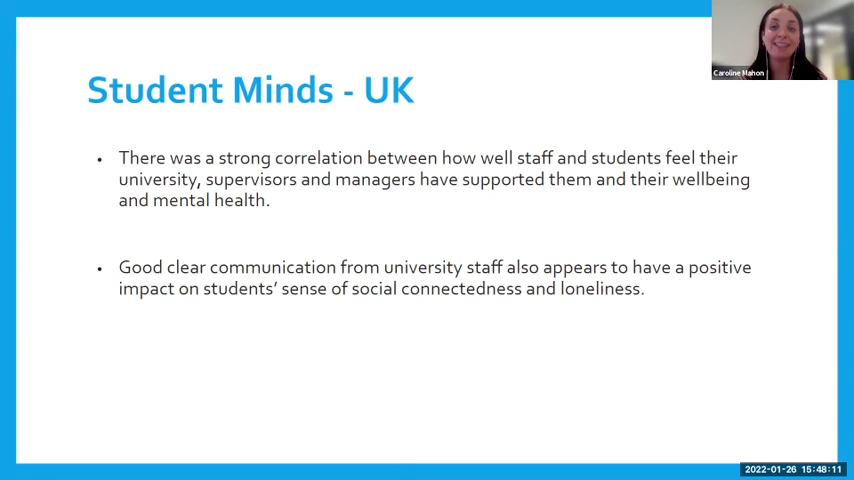 Caroline Mahon
Student Minds - UK
• There was a strong correlation between how well staff and students feel their
university, supervisors and managers have supported them and their wellbeing
and mental health.
• Good clear communication from university staff also appears to have a positive
impact on students’ sense of social connectedness and loneliness.
2022-01-26 15:48:11